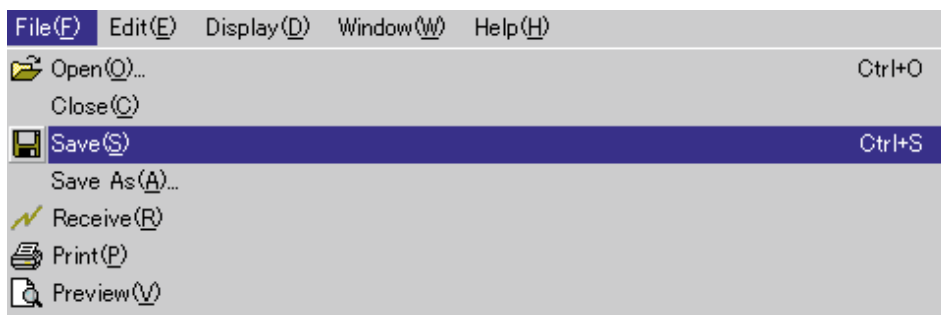 File(F) Edit(E) Display(D) Window(W) Help(H)
Open(O)... Ctrl+O
Close(C)
Save(S) Ctrl+S
Save As(A)...
Receive(R)
Print(P)
Preview(V)